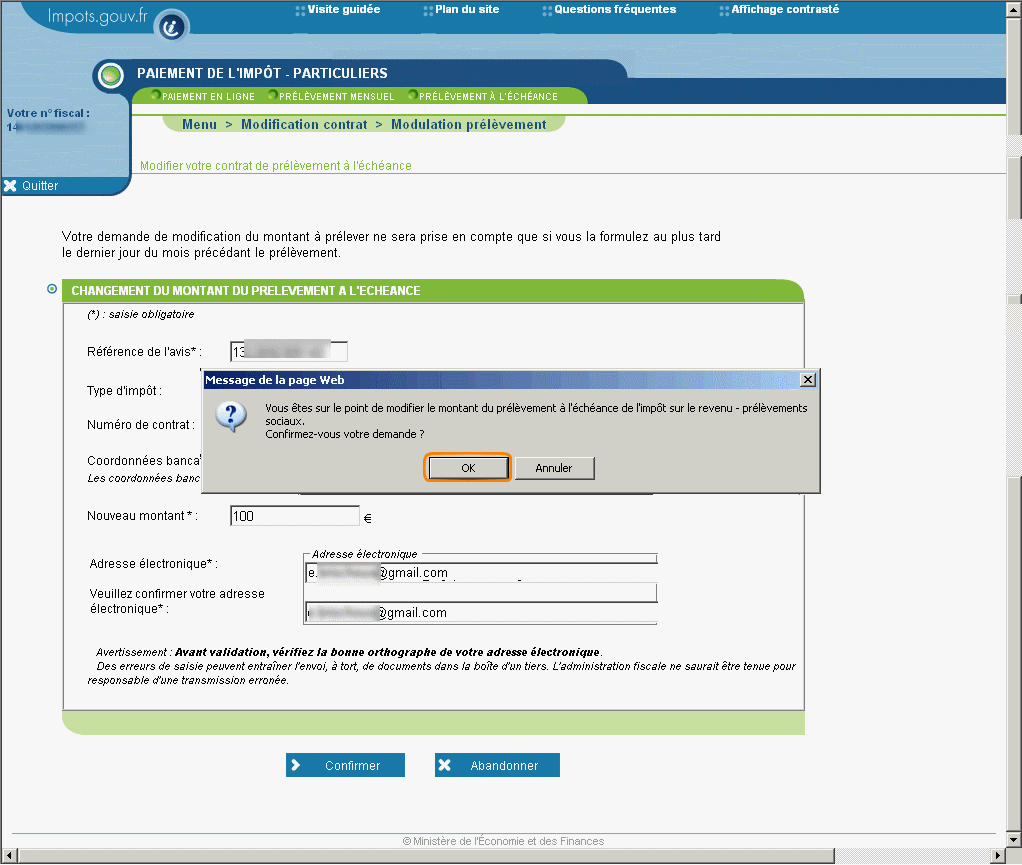 Impots.gouv.fr
Visite guidée
Plan du site
Questions fréquentes
Affichage contrasté
PAIEMENT DE L'IMPÔT - PARTICULIERS
PAIEMENT EN LIGNE
PRÉLÈVEMENT MENSUEL
PRÉLÈVEMENT À L'ÉCHÉANCE
Votre n° fiscal :
Menu > Modification contrat > Modulation prélèvement
Modifier votre contrat de prélèvement à l'échéance
Quitter
Votre demande de modification du montant à prélever ne sera prise en compte que si vous la formulez au plus tard
le dernier jour du mois précédant le prélèvement.
CHANGEMENT DU MONTANT DU PRELEVEMENT A L'ECHEANCE
(*) : saisie obligatoire
Référence de l'avis* :
13
Type d'impôt :
Message de la page Web
Vous êtes sur le point de modifier le montant du prélèvement à l'échéance de l'impôt sur le revenu - prélèvements
sociaux.
Confirmez-vous votre demande ?
OK
Annuler
Numéro de contrat :
Coordonnées banca
Les coordonnées banc
Nouveau montant * :
100 €
Adresse électronique* :
Adresse électronique
e. @gmail.com
Veuillez confirmer votre adresse
électronique* :
@gmail.com
Avertissement : Avant validation, vérifiez la bonne orthographe de votre adresse électronique.
Des erreurs de saisie peuvent entraîner l'envoi, à tort, de documents dans la boîte d'un tiers. L'administration fiscale ne saurait être tenue pour
responsable d'une transmission erronée.
Confirmer
Abandonner
© Ministère de l'Économie et des Finances